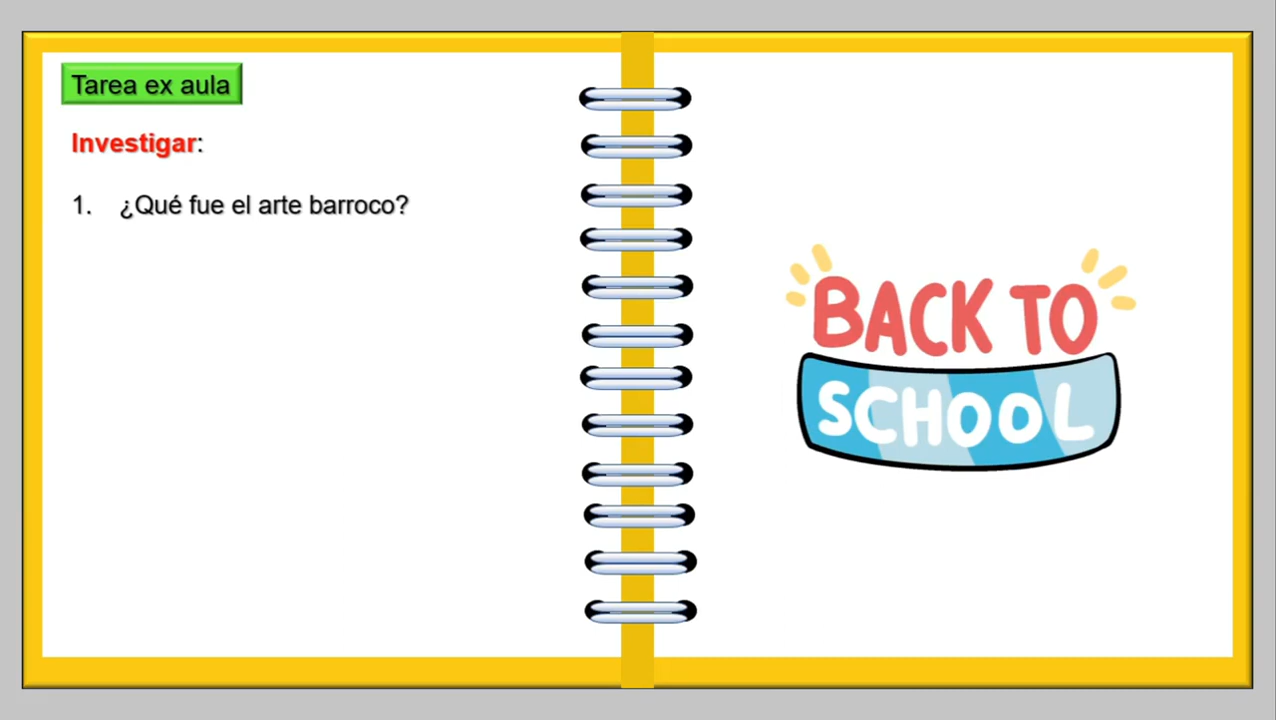 Tarea ex aula
Investigar:
1. ¿Qué fue el arte barroco?
BACK TO
SCHOOL